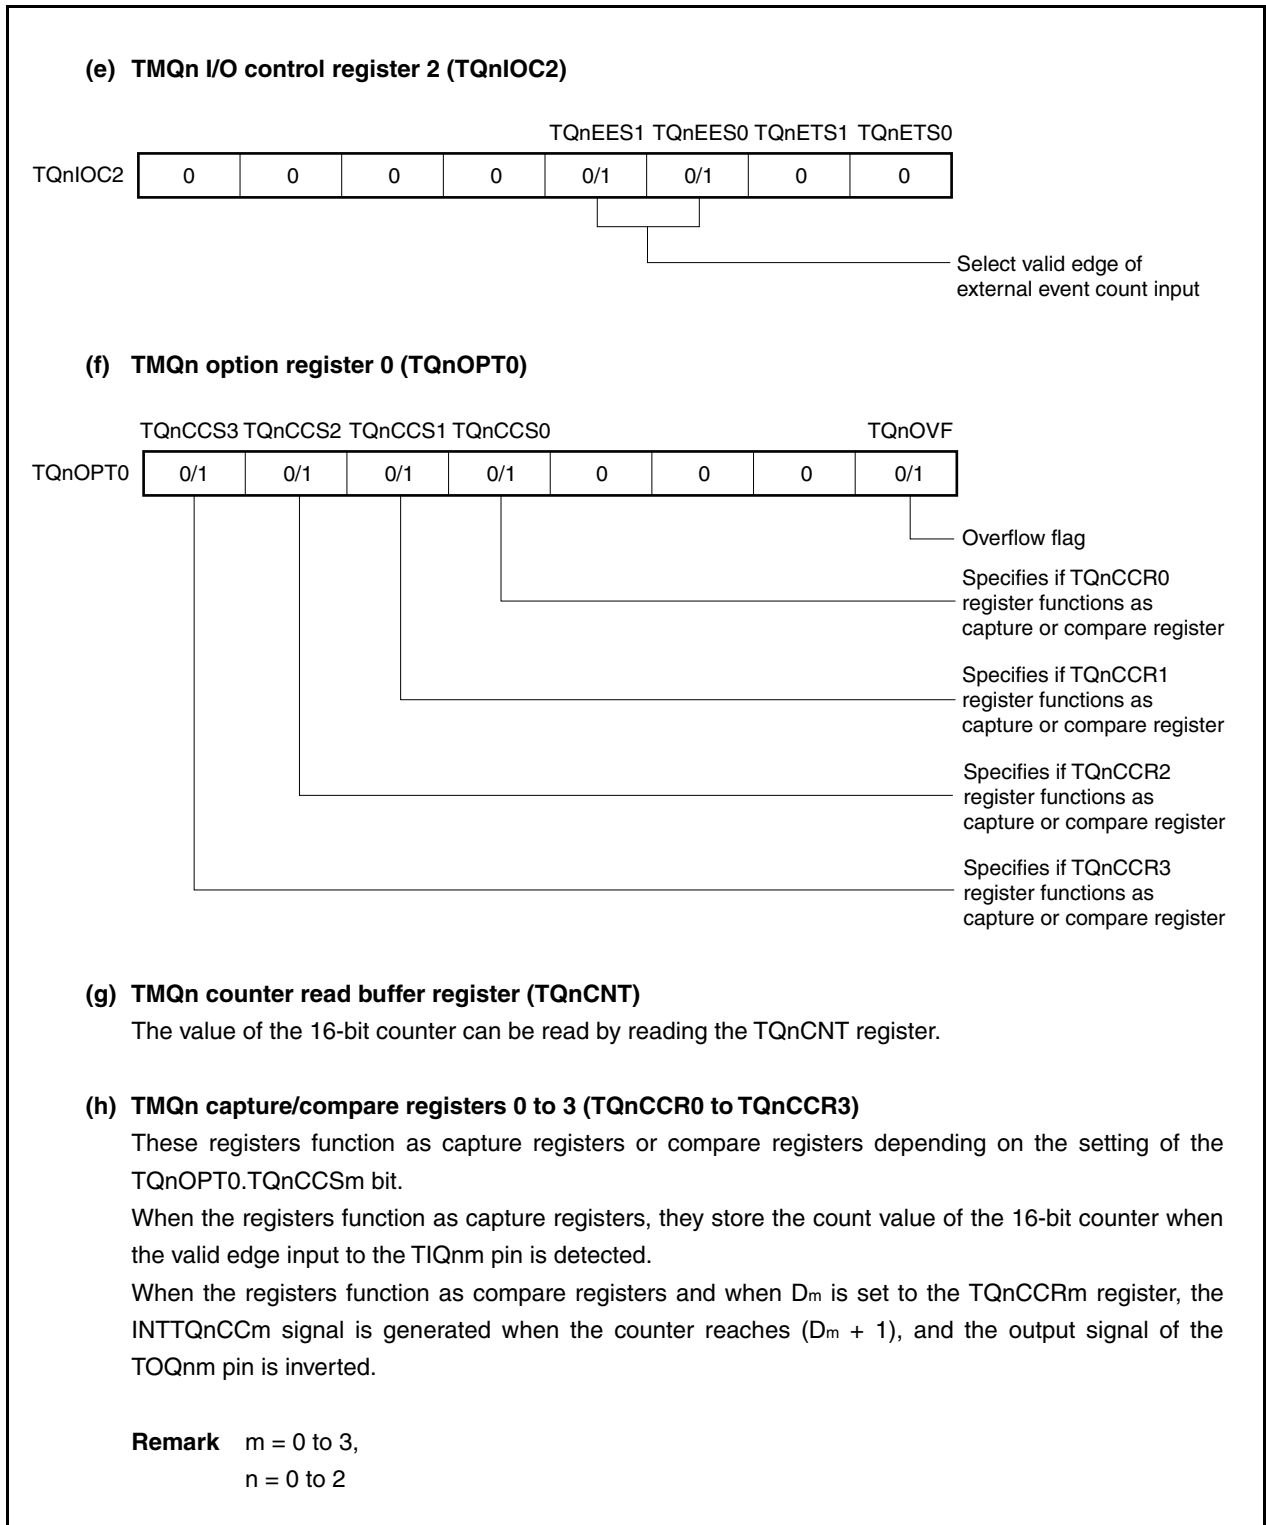 (e) TMQn I/O control register 2 (TQnIOC2)
TQnEES1 TQnEES0 TQnETS1 TQnETS0
TQnIOC2 0 0 0 0 0/1 0/1 0 0
Select valid edge of
external event count input
(f) TMQn option register 0 (TQnOPT0)
TQnCCS3 TQnCCS2 TQnCCS1 TQnCCS0 TQnOVF
TQnOPT0 0/1 0/1 0/1 0/1 0 0 0 0/1
Overflow flag
Specifies if TQnCCR0
register functions as
capture or compare register
Specifies if TQnCCR1
register functions as
capture or compare register
Specifies if TQnCCR2
register functions as
capture or compare register
Specifies if TQnCCR3
register functions as
capture or compare register
(g) TMQn counter read buffer register (TQnCNT)
The value of the 16-bit counter can be read by reading the TQnCNT register.
(h) TMQn capture/compare registers 0 to 3 (TQnCCR0 to TQnCCR3)
These registers function as capture registers or compare registers depending on the setting of the
TQnOPT0.TQnCCSm bit.
When the registers function as capture registers, they store the count value of the 16-bit counter when
the valid edge input to the TIQnm pin is detected.
When the registers function as compare registers and when Dm is set to the TQnCCRm register, the
INTTQnCCm signal is generated when the counter reaches (Dm + 1), and the output signal of the
TOQnm pin is inverted.
Remark m = 0 to 3,
n = 0 to 2